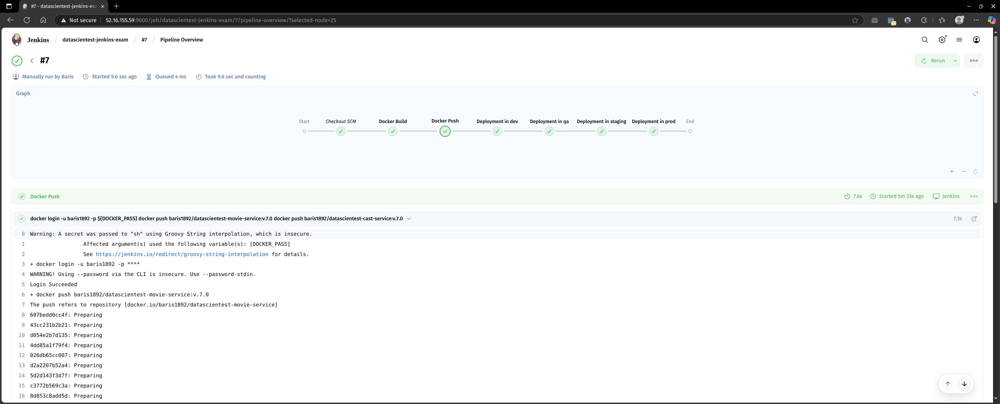 #7 - datascientest-jenkins-exa
Not secure 52.16.155.59:9000/job/datascientest-jenkins-exam/7/pipeline-overview/?selected-node=25
Jenkins / datascientest-jenkins-exam / #7 / Pipeline Overview
#7
Rerun
Manually run by Baris Started 9.6 sec ago Queued 4 ms Took 9.6 sec and counting
Graph
Start Checkout SCM Docker Build Docker Push Deployment in dev Deployment in qa Deployment in staging Deployment in prod End
Docker Push 7.6s Started 5m 33s ago Jenkins
docker login -u baris1892 -p ${DOCKER_PASS} docker push baris1892/datascientest-movie-service:v.7.0 docker push baris1892/datascientest-cast-service:v.7.0 7.3s
0 Warning: A secret was passed to "sh" using Groovy String interpolation, which is insecure.
1 Affected argument(s) used the following variable(s): [DOCKER_PASS]
2 See https://jenkins.io/redirect/groovy-string-interpolation for details.
3 + docker login -u baris1892 -p ****
4 WARNING! Using --password via the CLI is insecure. Use --password-stdin.
5 Login Succeeded
6 + docker push baris1892/datascientest-movie-service:v.7.0
7 The push refers to repository [docker.io/baris1892/datascientest-movie-service]
8 607bedd0cc4f: Preparing
9 43cc231b2b21: Preparing
10 d054e2b7d135: Preparing
11 4dd85a1f79f4: Preparing
12 026db65cc007: Preparing
13 d2a2207b52a4: Preparing
14 5d2d143f3d7f: Preparing
15 c3772b569c3a: Preparing
16 8d853c8add5d: Preparing